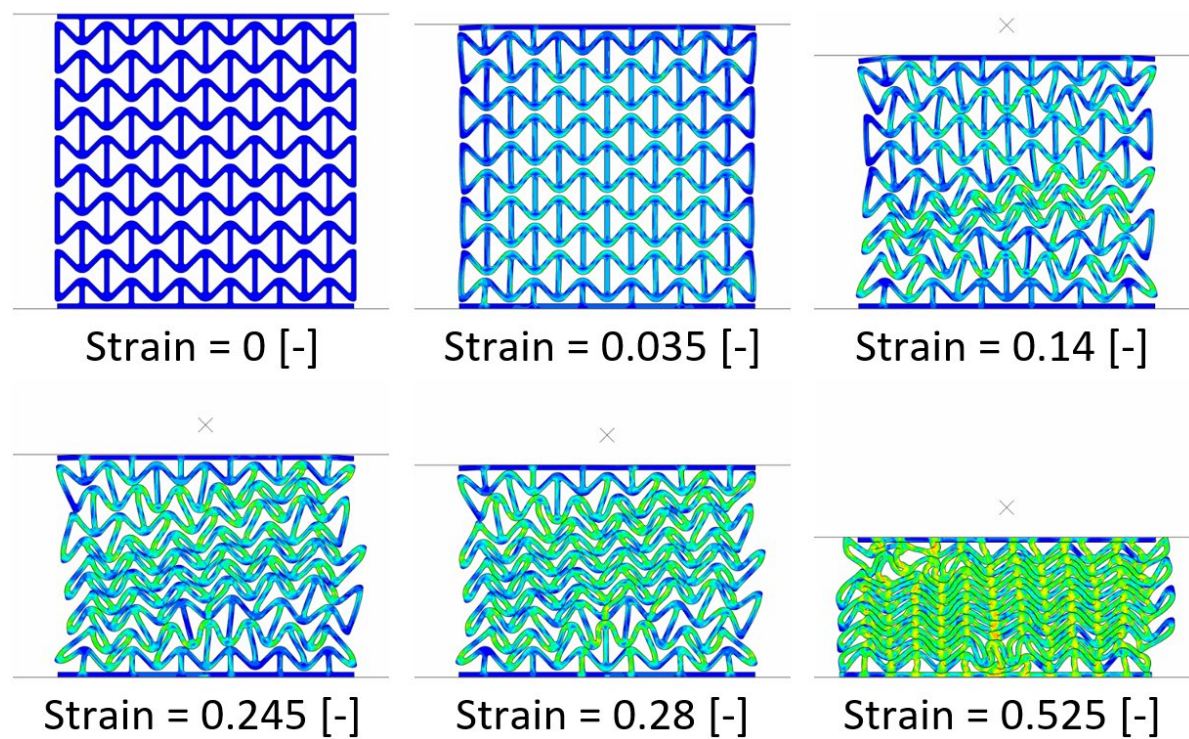 Strain = 0 [-]
Strain = 0.035 [-]
Strain = 0.14 [-]
Strain = 0.245 [-]
Strain = 0.28 [-]
Strain = 0.525 [-]